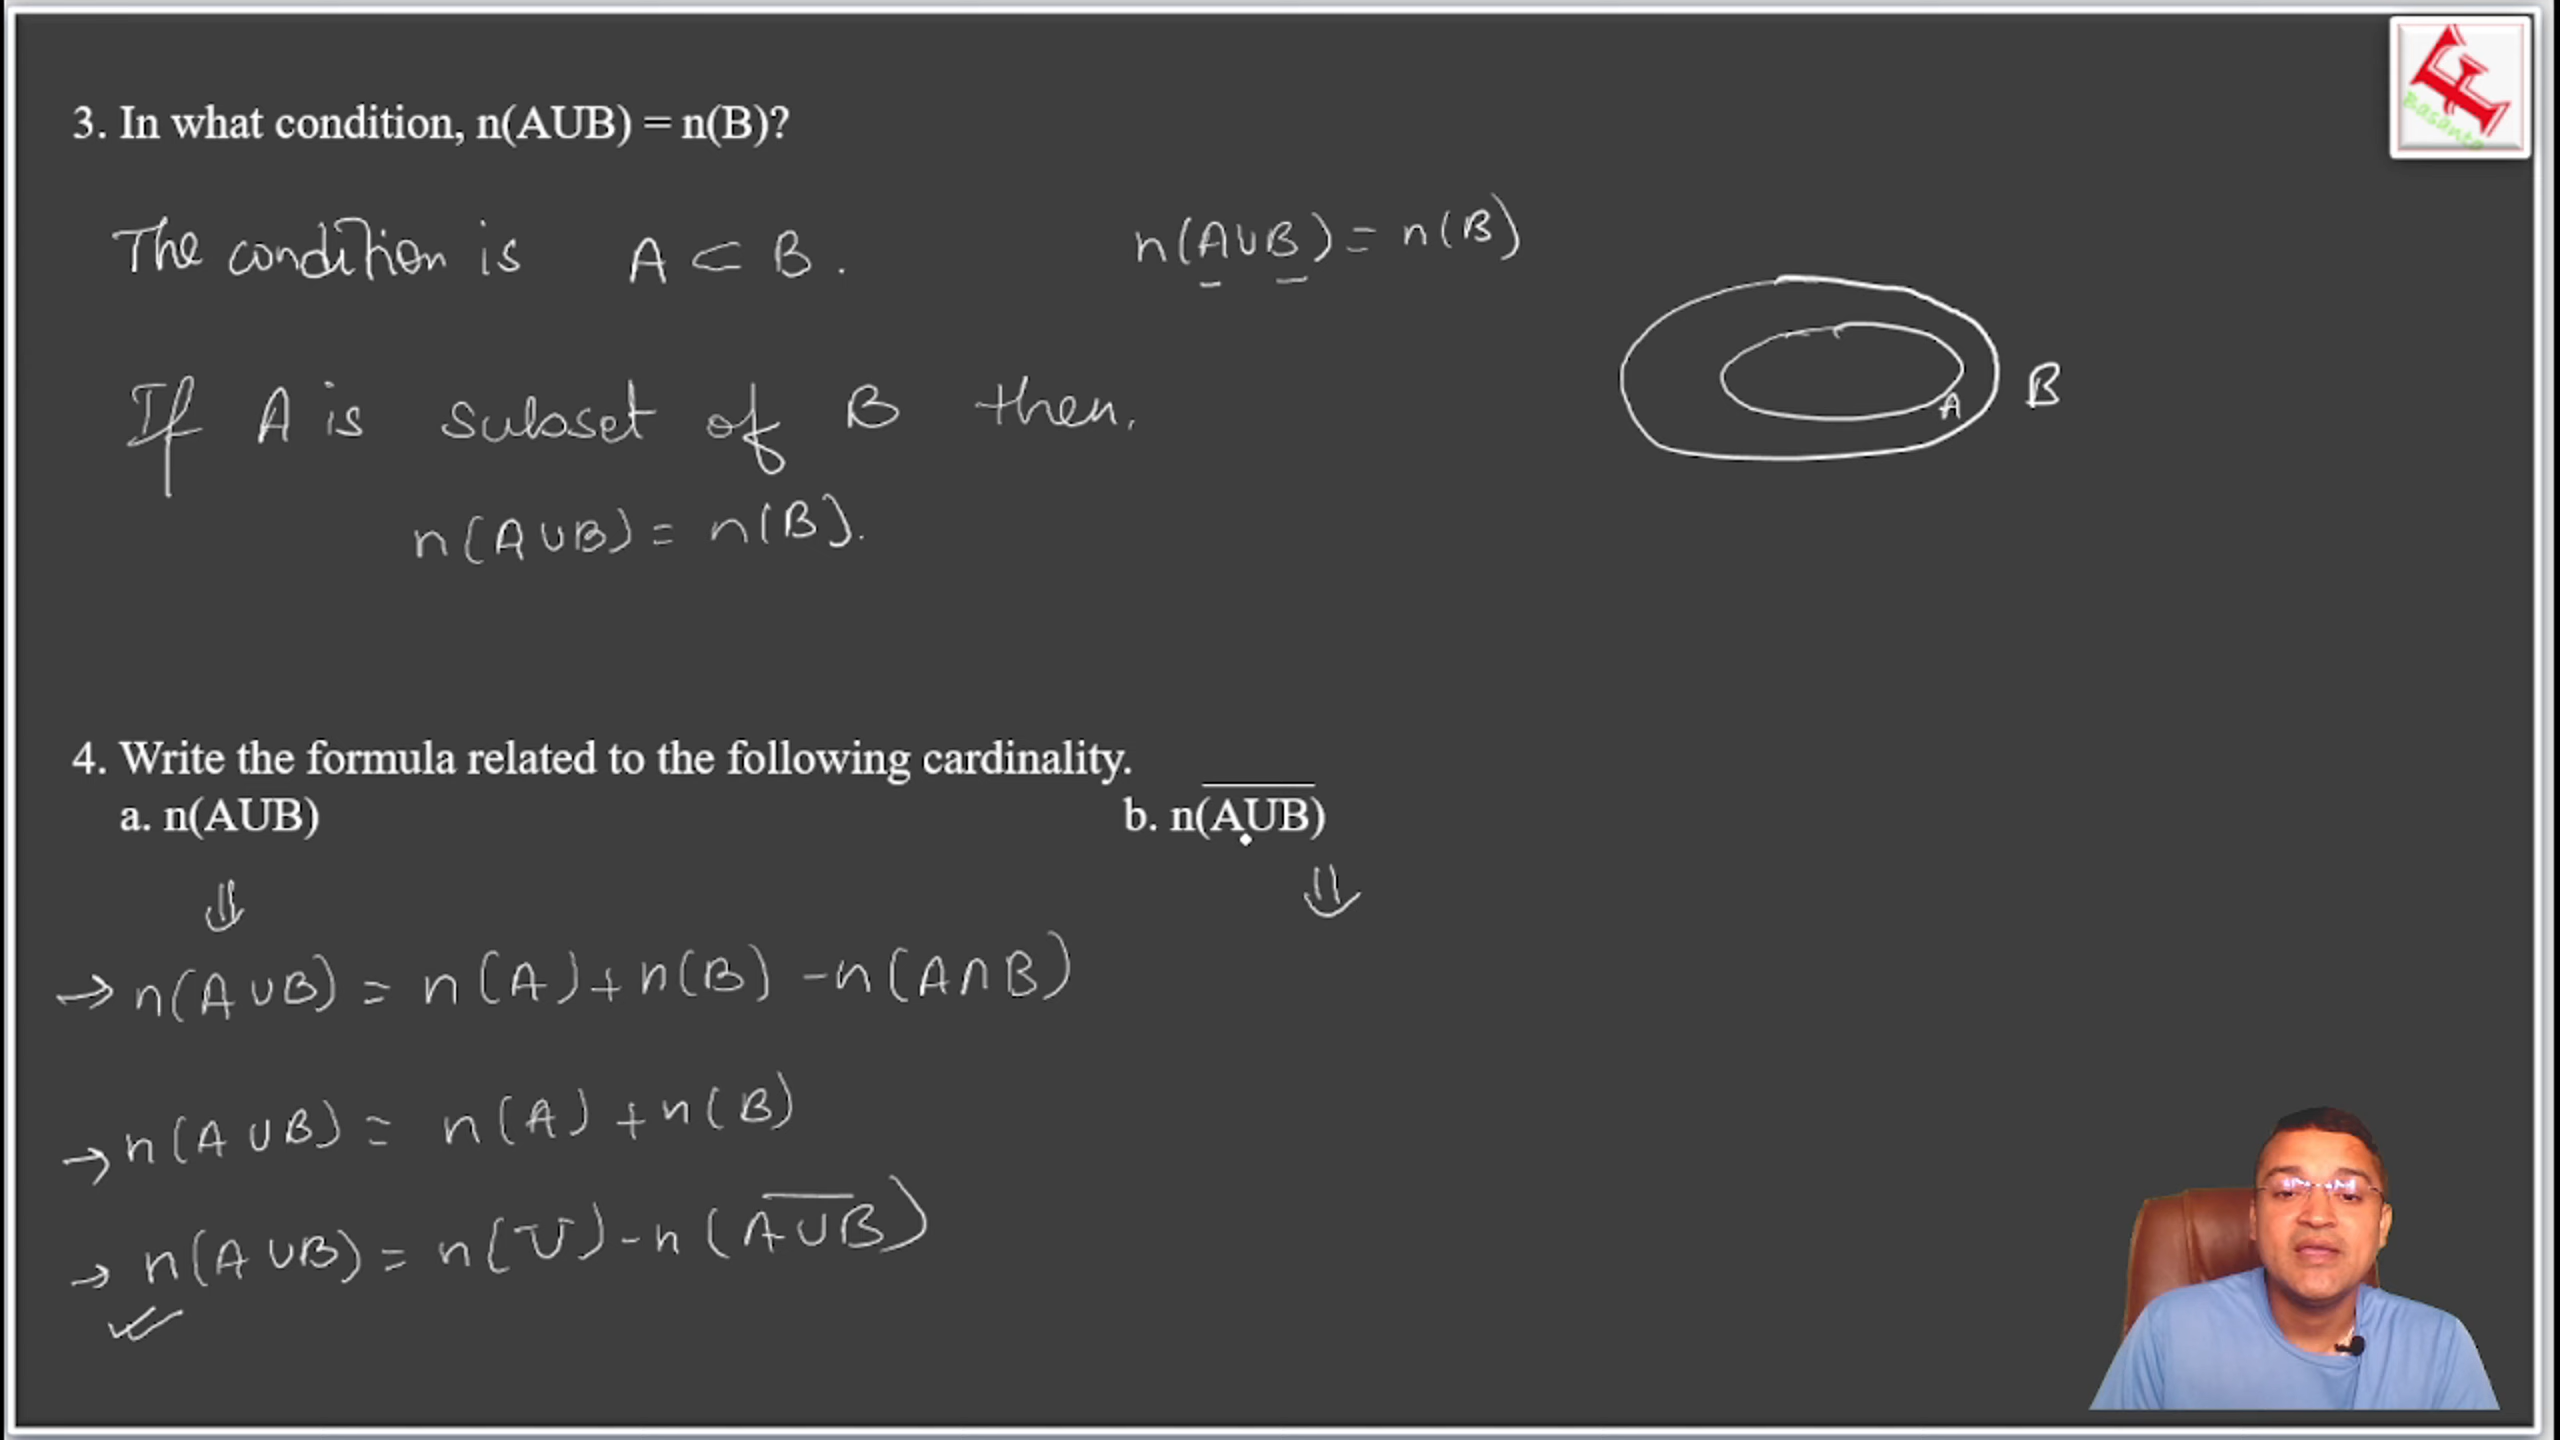 3. In what condition, n(AUB) = n(B)?
The condition is A ⊂ B.
n(A∪B) = n(B)
If A is subset of B then,
n(A∪B) = n(B).
A
B
4. Write the formula related to the following cardinality.
a. n(AUB)
b. n(A̅U̅B̅)
⇓
⇓
→ n(A∪B) = n(A) + n(B) - n(A∩B)
→ n(A∪B) = n(A) + n(B)
→ n(A∪B) = n(U) - n(A̅∪̅B̅)
Basanta